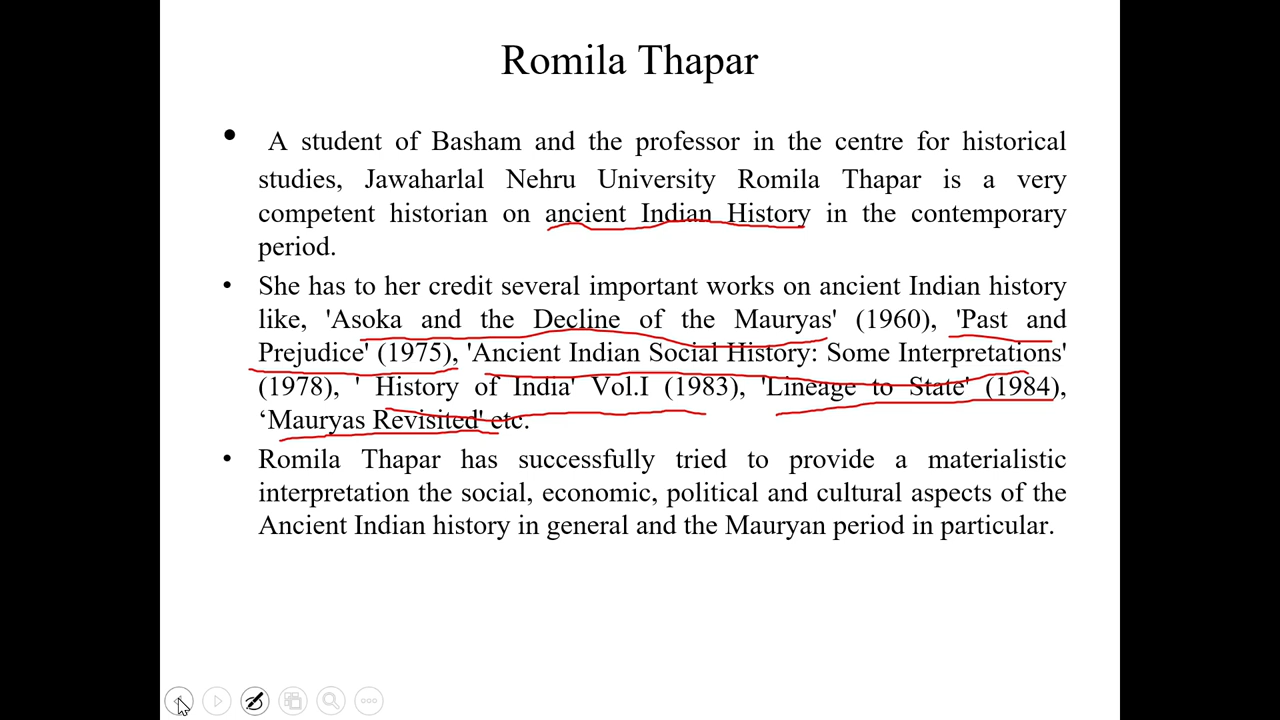 Romila Thapar
• A student of Basham and the professor in the centre for historical
studies, Jawaharlal Nehru University Romila Thapar is a very
competent historian on ancient Indian History in the contemporary
period.
• She has to her credit several important works on ancient Indian history
like, 'Asoka and the Decline of the Mauryas' (1960), 'Past and
Prejudice' (1975), 'Ancient Indian Social History: Some Interpretations'
(1978), ' History of India' Vol.I (1983), 'Lineage to State' (1984),
‘Mauryas Revisited' etc.
• Romila Thapar has successfully tried to provide a materialistic
interpretation the social, economic, political and cultural aspects of the
Ancient Indian history in general and the Mauryan period in particular.